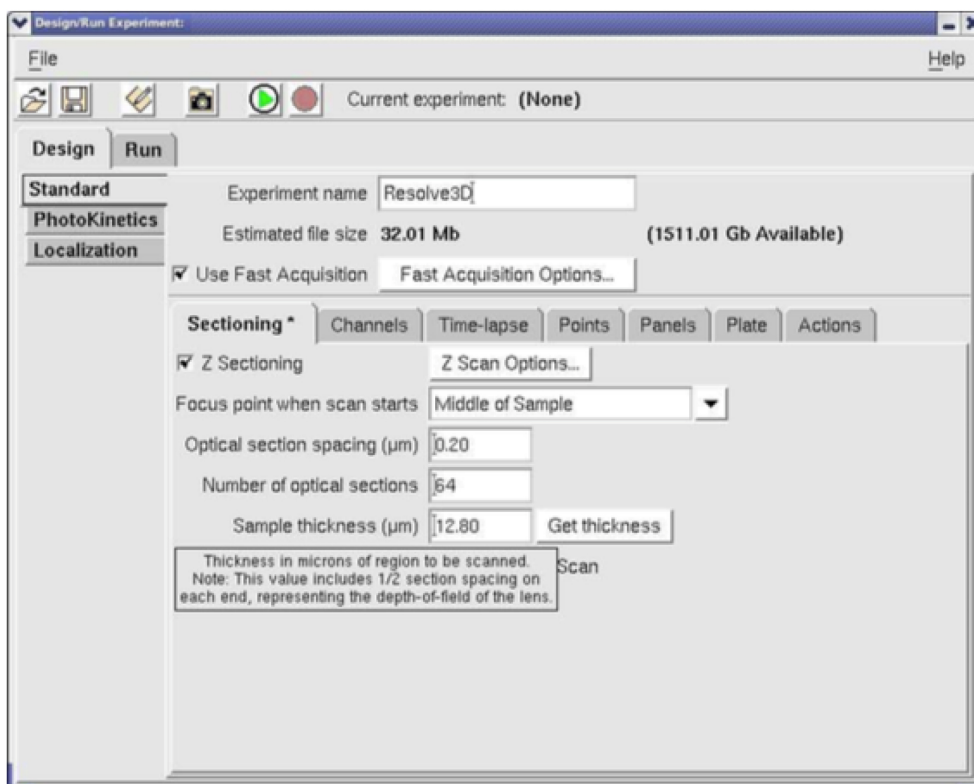 Design/Run Experiment:
File Help
Current experiment: (None)
Design Run
Standard
PhotoKinetics
Localization
Experiment name Resolve3D
Estimated file size 32.01 Mb (1511.01 Gb Available)
Use Fast Acquisition Fast Acquisition Options...
Sectioning * Channels Time-lapse Points Panels Plate Actions
Z Sectioning Z Scan Options...
Focus point when scan starts Middle of Sample
Optical section spacing (µm) 0.20
Number of optical sections 64
Sample thickness (µm) 12.80 Get thickness
Thickness in microns of region to be scanned.
Note: This value includes 1/2 section spacing on
each end, representing the depth-of-field of the lens.
Scan